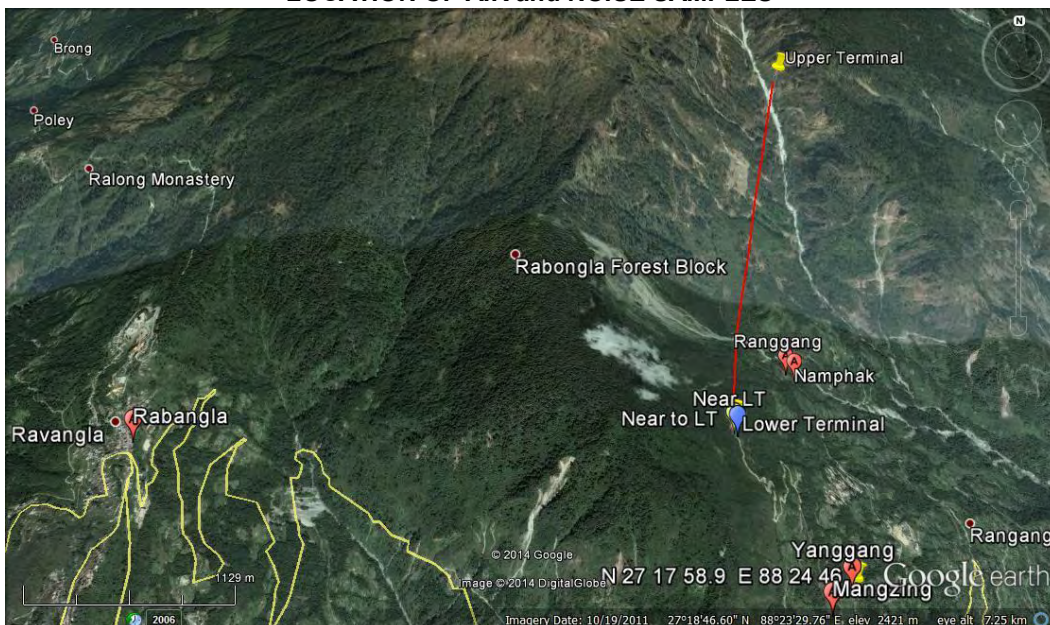 LOCATION OF AIR and NOISE SAMPLES
N
Brong
Upper Terminal
Poley
Ralong Monastery
Rabongla Forest Block
Ranggang
A
A
Namphak
Near LT
Rabangla
Near to LT
Lower Terminal
Ravangla
Rangang
Yanggang
A
© 2014 Google
N 27 17 58.9 E 88 24 46
Google earth
1129 m
Image © 2014 DigitalGlobe
Mangzing
2006
Imagery Date: 10/19/2011 27°18'46.60" N 88°23'29.76" E elev 2421 m eye alt 7.25 km